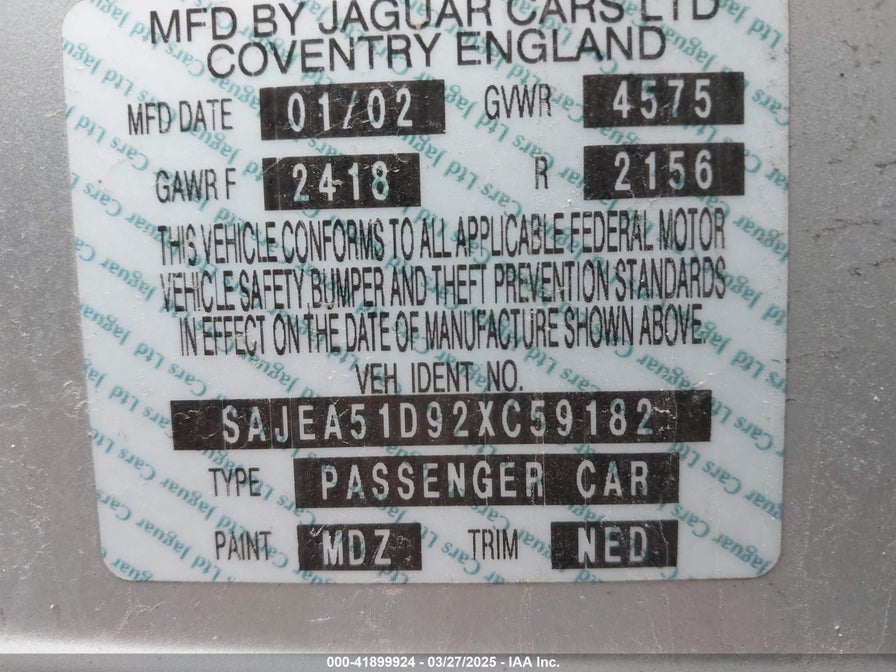 MFD BY JAGUAR CARS LTD
COVENTRY ENGLAND
MFD DATE 01/02 GVWR 4575
GAWR F 2418 R 2156
THIS VEHICLE CONFORMS TO ALL APPLICABLE FEDERAL MOTOR
VEHICLE SAFETY, BUMPER AND THEFT PREVENTION STANDARDS
IN EFFECT ON THE DATE OF MANUFACTURE SHOWN ABOVE.
VEH IDENT NO.
SAJEA51D92XC59182
TYPE PASSENGER CAR
PAINT MDZ TRIM NED
000-41899924 - 03/27/2025 - IAA Inc.